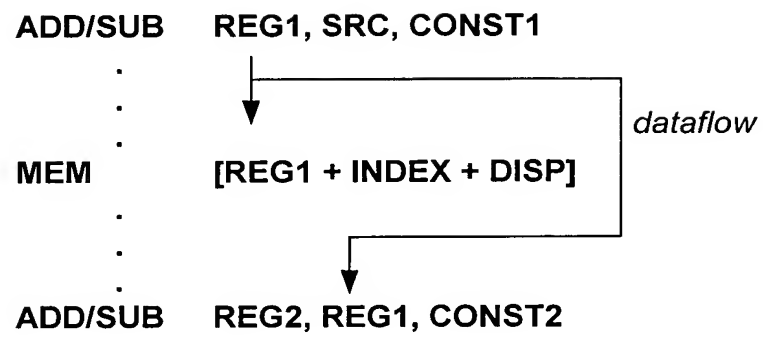 ADD/SUB REG1, SRC, CONST1
.
.
.
dataflow
MEM [REG1 + INDEX + DISP]
.
.
.
ADD/SUB REG2, REG1, CONST2